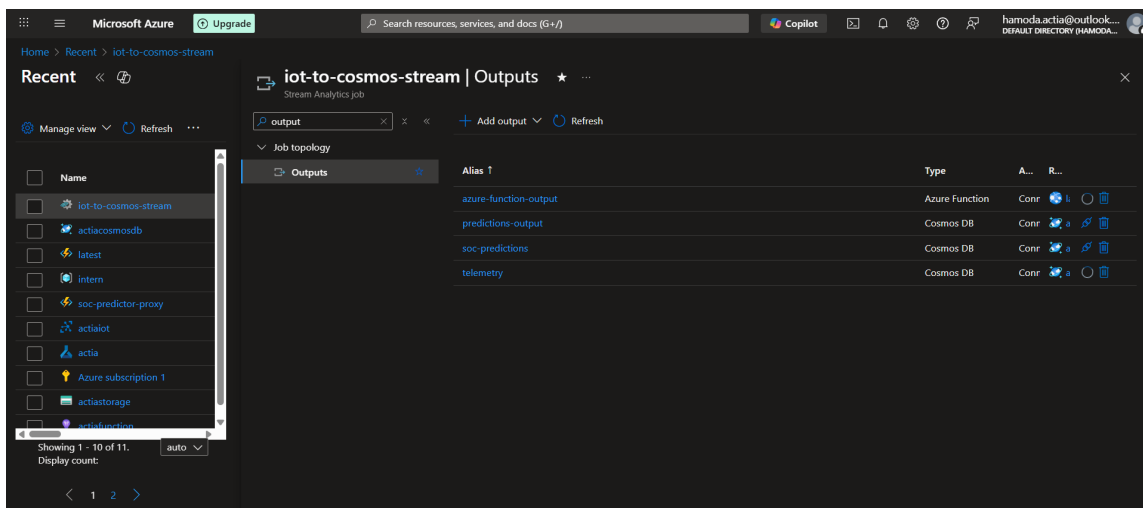 Microsoft Azure
Upgrade
Search resources, services, and docs (G+/)
Copilot
hamoda.actia@outlook....
DEFAULT DIRECTORY (HAMODA...
Home > Recent > iot-to-cosmos-stream
Recent
iot-to-cosmos-stream | Outputs
Stream Analytics job
Manage view
Refresh
output
Add output
Refresh
Job topology
Outputs
Name
iot-to-cosmos-stream
actiacosmosdb
latest
intern
soc-predictor-proxy
actiaiot
actia
Azure subscription 1
actiastorage
actiafunction
Showing 1 - 10 of 11.
Display count:
auto
< 1 2 >
Alias ↑ Type A... R...
azure-function-output Azure Function Conr
predictions-output Cosmos DB Conr a
soc-predictions Cosmos DB Conr a
telemetry Cosmos DB Conr a